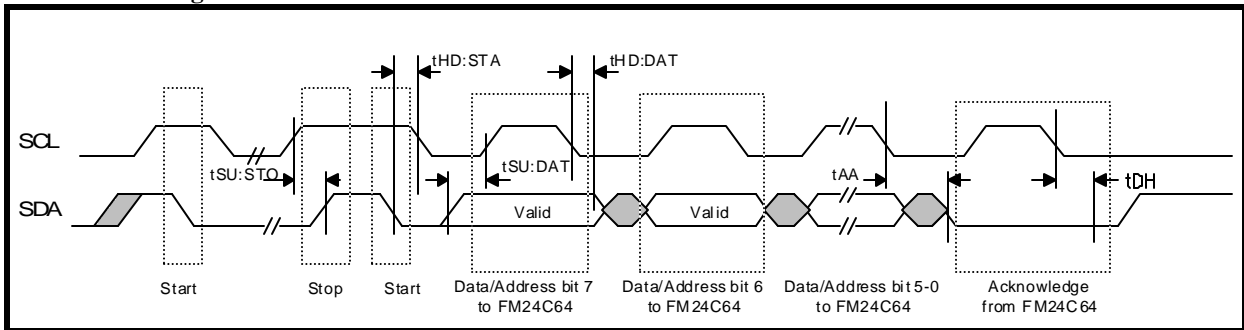 tHD:STA
tHD:DAT
SCL
tSU:STO
tSU:DAT
tAA
tDH
SDA
Valid
Valid
Start
Stop
Start
Data/Address bit 7
to FM24C64
Data/Address bit 6
to FM24C64
Data/Address bit 5-0
to FM24C64
Acknowledge
from FM24C64